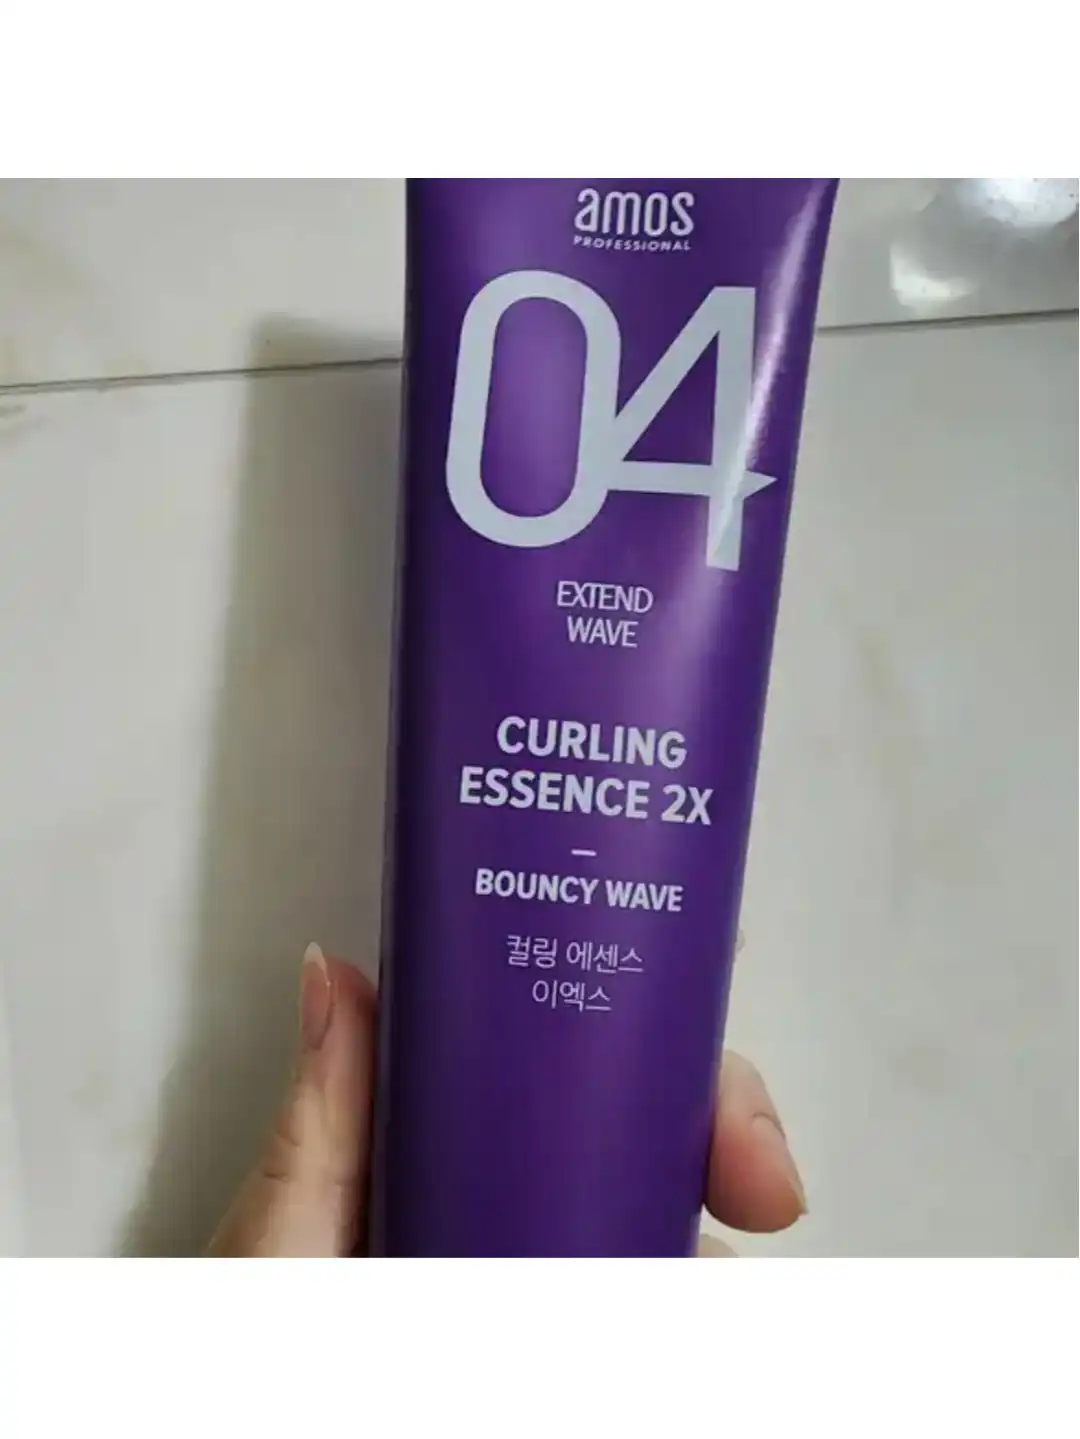 amos
PROFESSIONAL
04
EXTEND
WAVE
CURLING
ESSENCE 2X
–
BOUNCY WAVE
컬링 에센스
이엑스